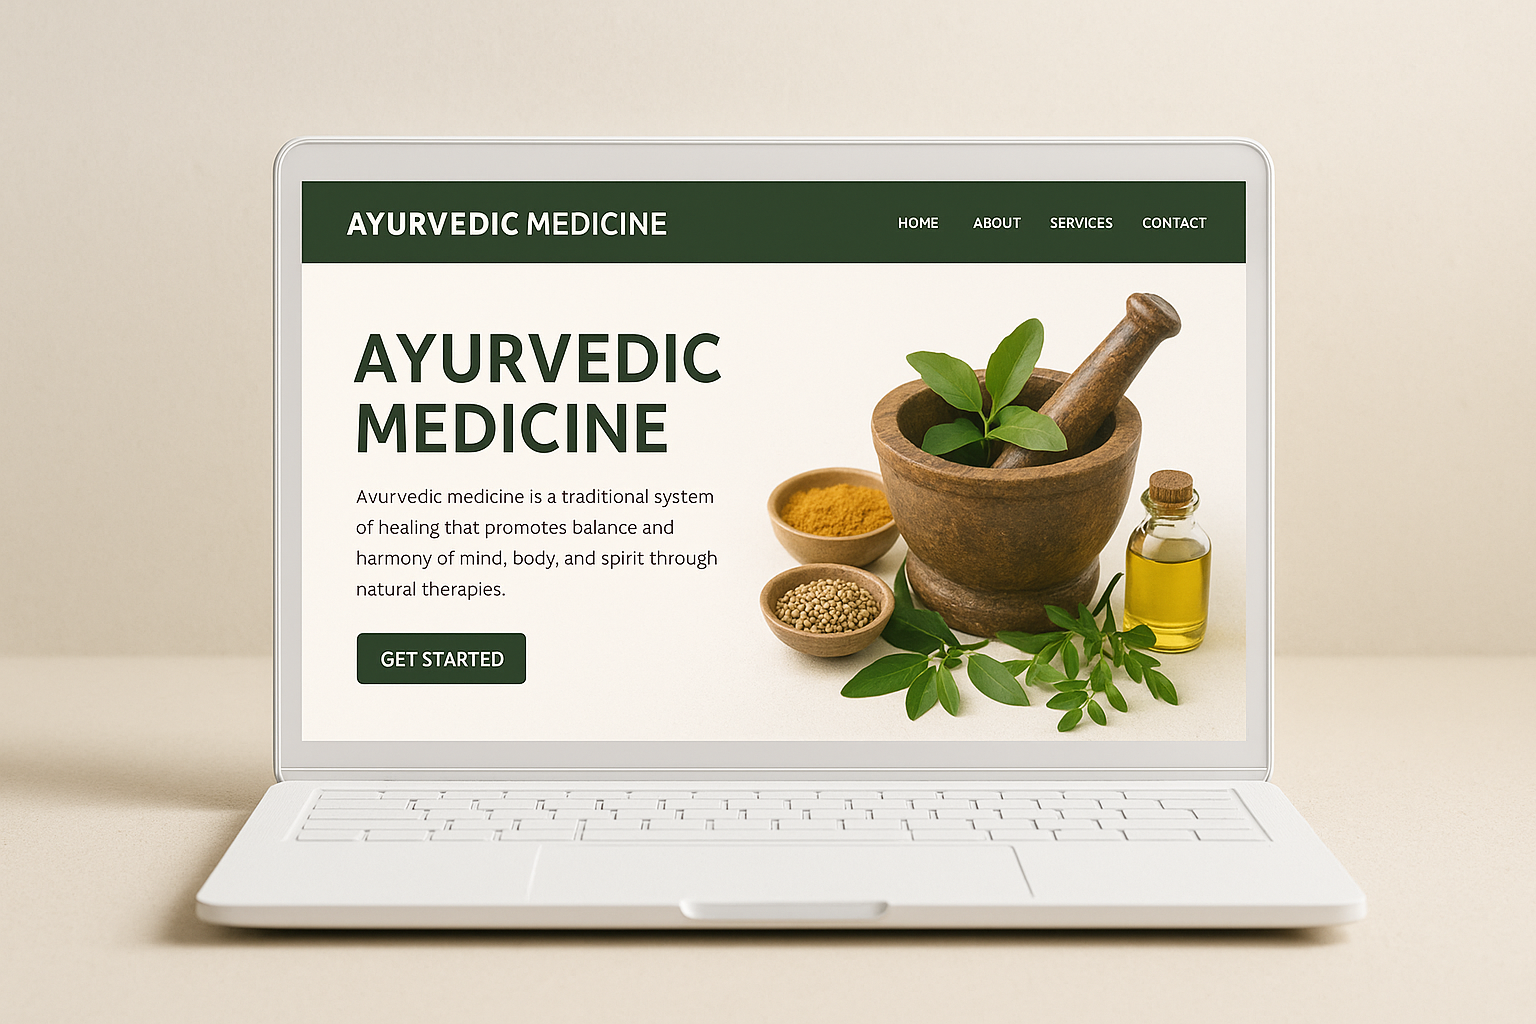 AYURVEDIC MEDICINE
HOME ABOUT SERVICES CONTACT
AYURVEDIC
MEDICINE
Avurvedic medicine is a traditional system
of healing that promotes balance and
harmony of mind, body, and spirit through
natural therapies.
GET STARTED